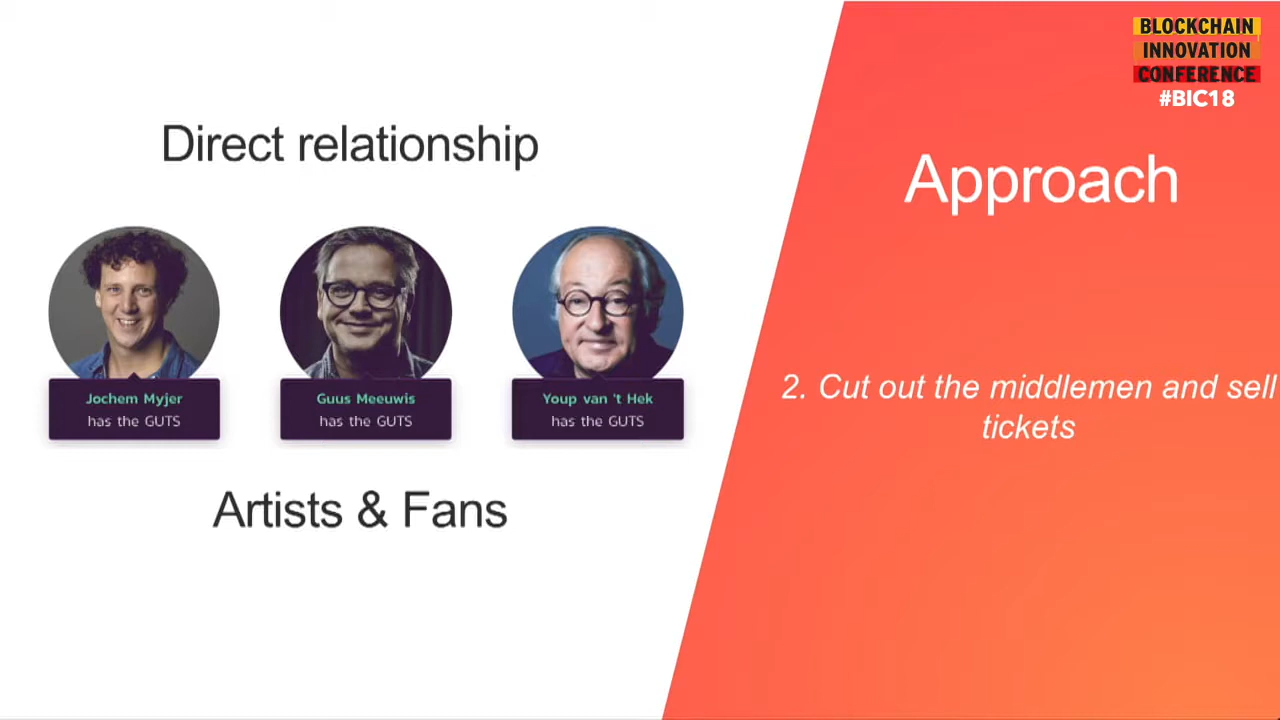 Direct relationship
Jochem Myjer
has the GUTS
Guus Meeuwis
has the GUTS
Youp van 't Hek
has the GUTS
Artists & Fans
BLOCKCHAIN
INNOVATION
CONFERENCE
#BIC18
Approach
2. Cut out the middlemen and sell
tickets